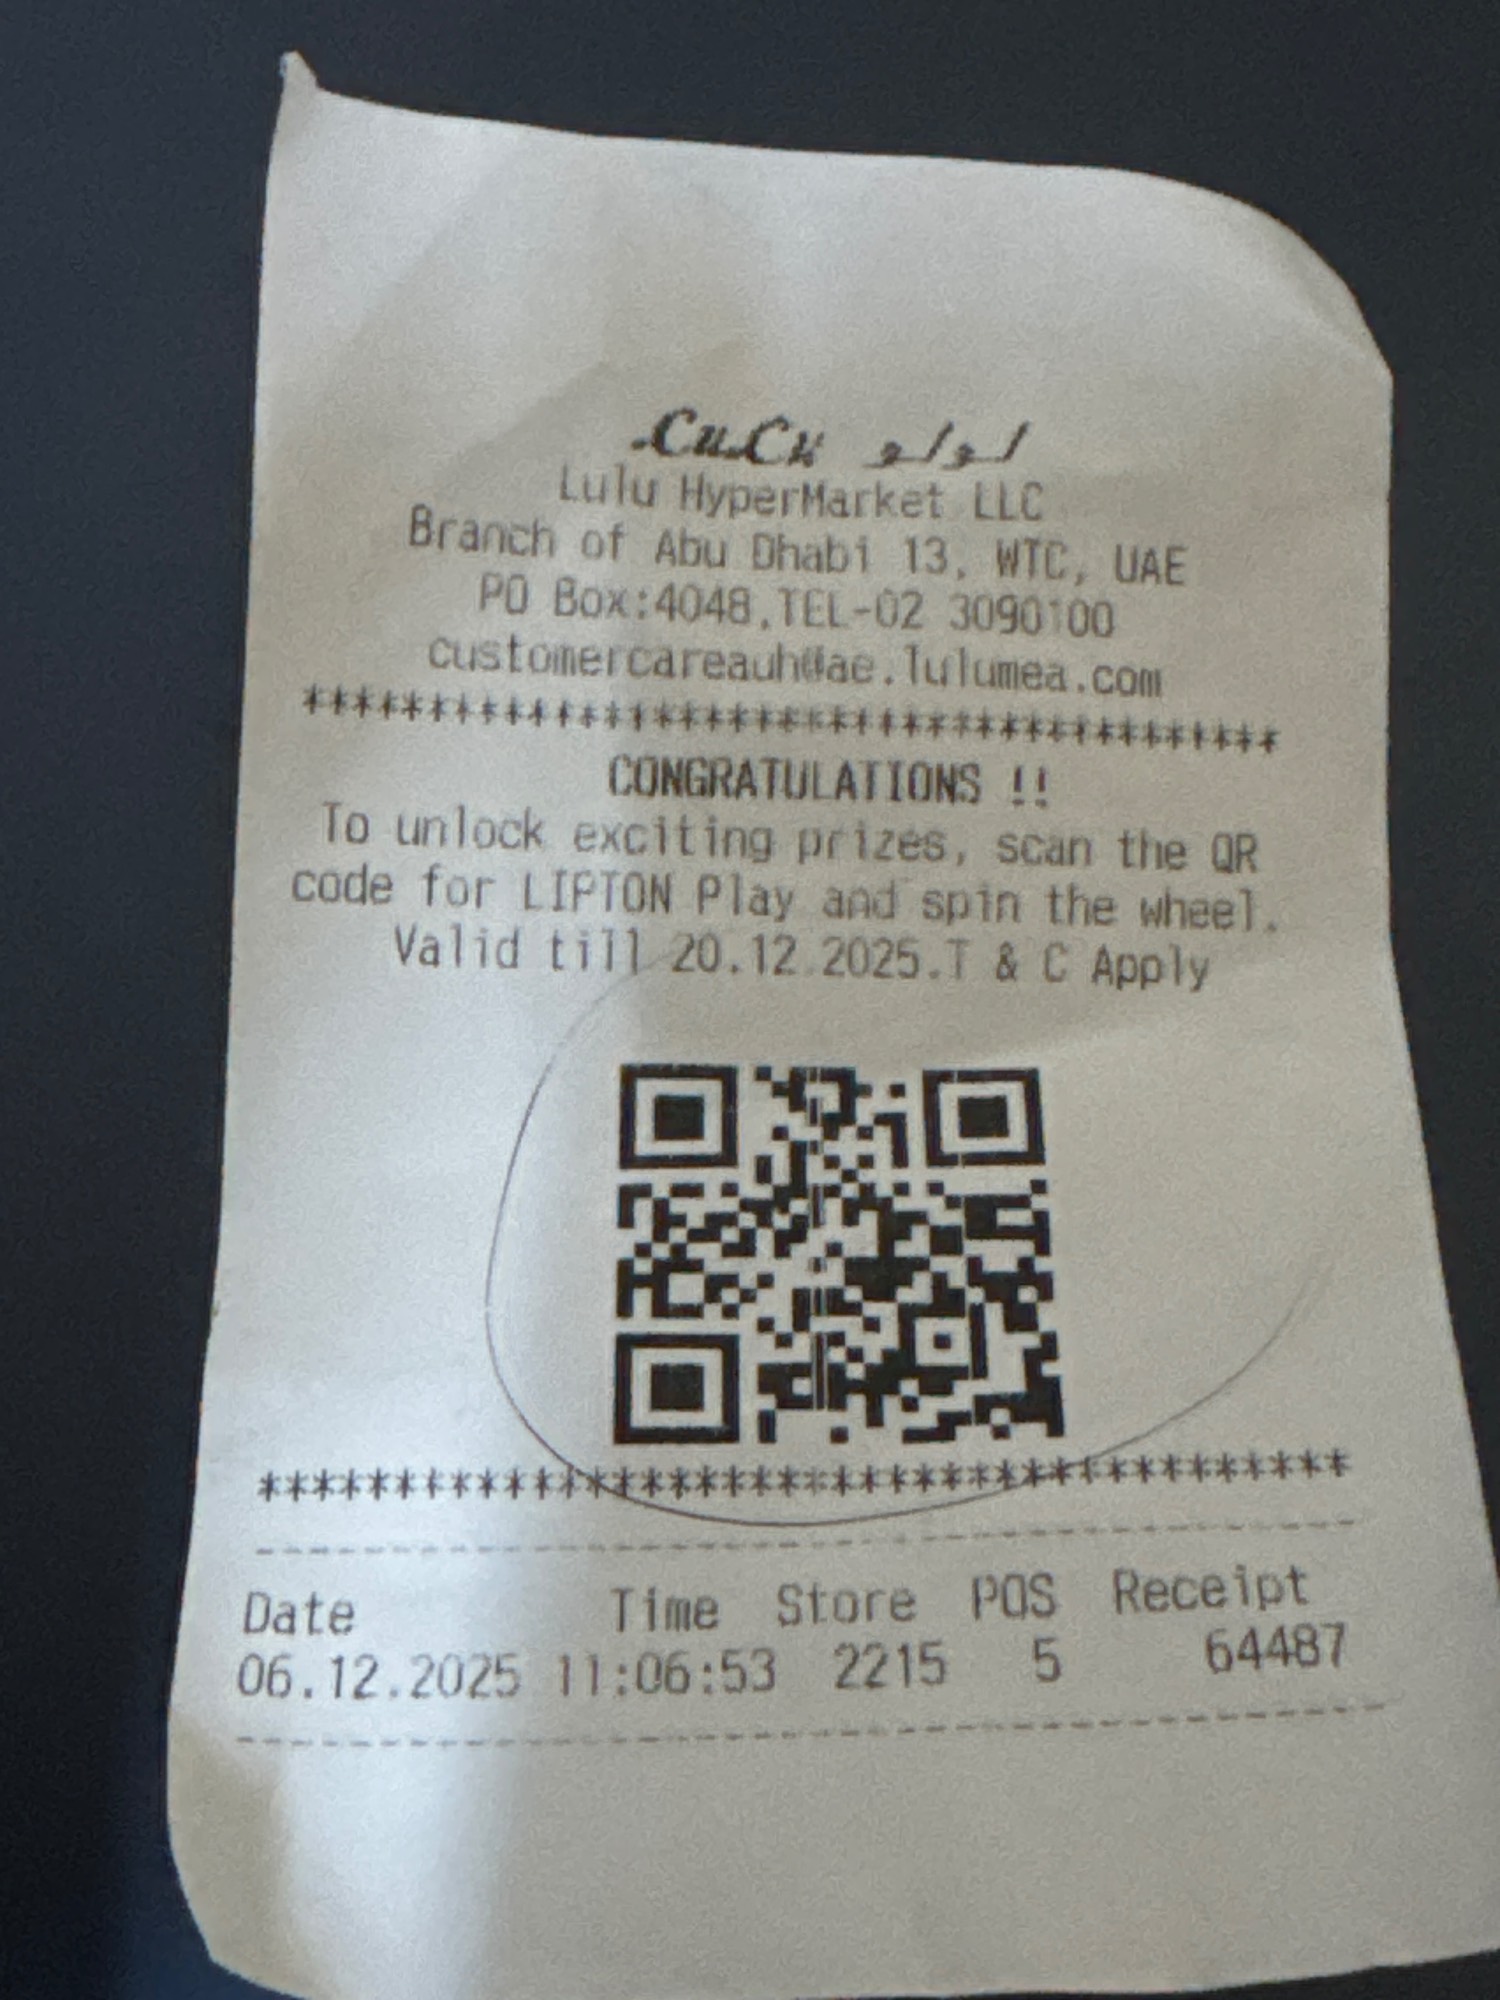 LuLu لولو
Lulu HyperMarket LLC
Branch of Abu Dhabi 13, WTC, UAE
PO Box:4048,TEL-02 3090100
customercareauh@ae.lulumea.com
****************************************
CONGRATULATIONS !!
To unlock exciting prizes, scan the QR
code for LIPTON Play and spin the wheel.
Valid till 20.12.2025.T & C Apply
****************************************
Date Time Store POS Receipt
06.12.2025 11:06:53 2215 5 64487